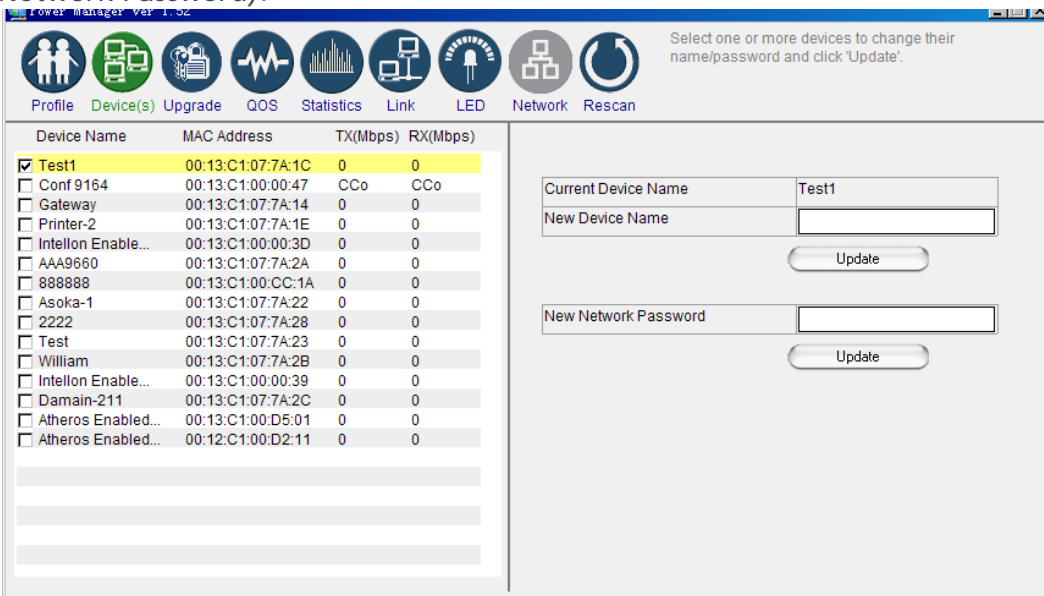 Network Password).
Power manager ver 1.52
Select one or more devices to change their
name/password and click 'Update'.
Profile Device(s) Upgrade QOS Statistics Link LED Network Rescan
Device Name MAC Address TX(Mbps) RX(Mbps)
Test1 00:13:C1:07:7A:1C 0 0
Conf 9164 00:13:C1:00:00:47 CCo CCo
Gateway 00:13:C1:07:7A:14 0 0
Printer-2 00:13:C1:07:7A:1E 0 0
Intellon Enable... 00:13:C1:00:00:3D 0 0
AAA9660 00:13:C1:07:7A:2A 0 0
888888 00:13:C1:00:CC:1A 0 0
Asoka-1 00:13:C1:07:7A:22 0 0
2222 00:13:C1:07:7A:28 0 0
Test 00:13:C1:07:7A:23 0 0
William 00:13:C1:07:7A:2B 0 0
Intellon Enable... 00:13:C1:00:00:39 0 0
Damain-211 00:13:C1:07:7A:2C 0 0
Atheros Enabled... 00:13:C1:00:D5:01 0 0
Atheros Enabled... 00:12:C1:00:D2:11 0 0
Current Device Name Test1
New Device Name
Update
New Network Password
Update